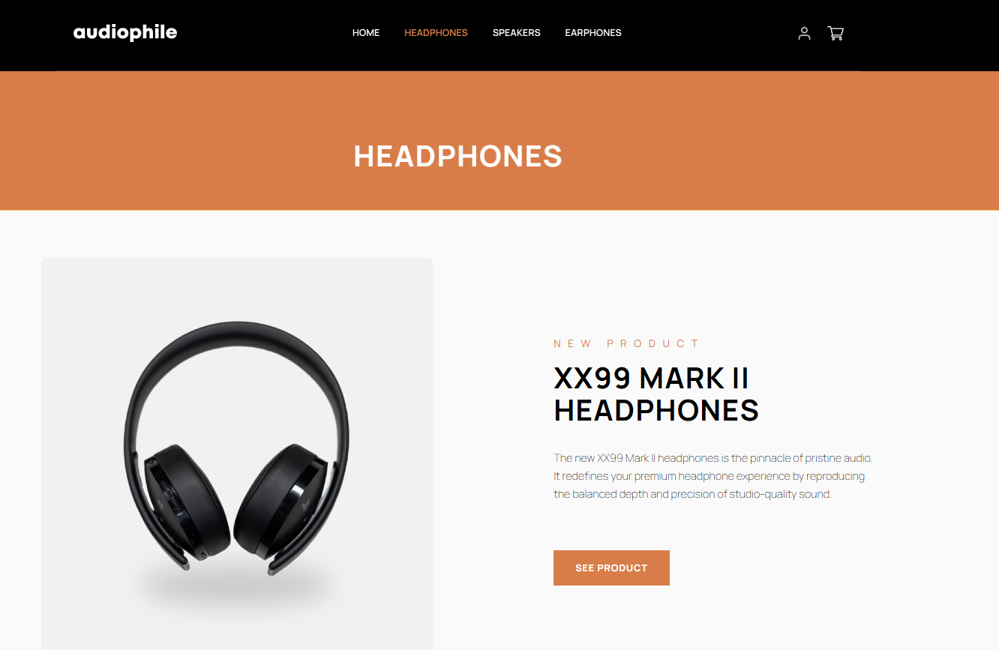 audiophile
HOME HEADPHONES SPEAKERS EARPHONES
HEADPHONES
NEW PRODUCT
XX99 MARK II
HEADPHONES
The new XX99 Mark II headphones is the pinnacle of pristine audio.
It redefines your premium headphone experience by reproducing
the balanced depth and precision of studio-quality sound.
SEE PRODUCT